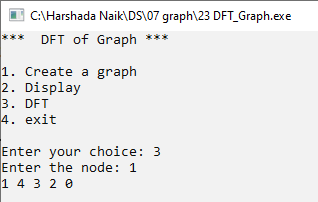 C:\Harshada Naik\DS\07 graph\23 DFT_Graph.exe
*** DFT of Graph ***
1. Create a graph
2. Display
3. DFT
4. exit
Enter your choice: 3
Enter the node: 1
1 4 3 2 0